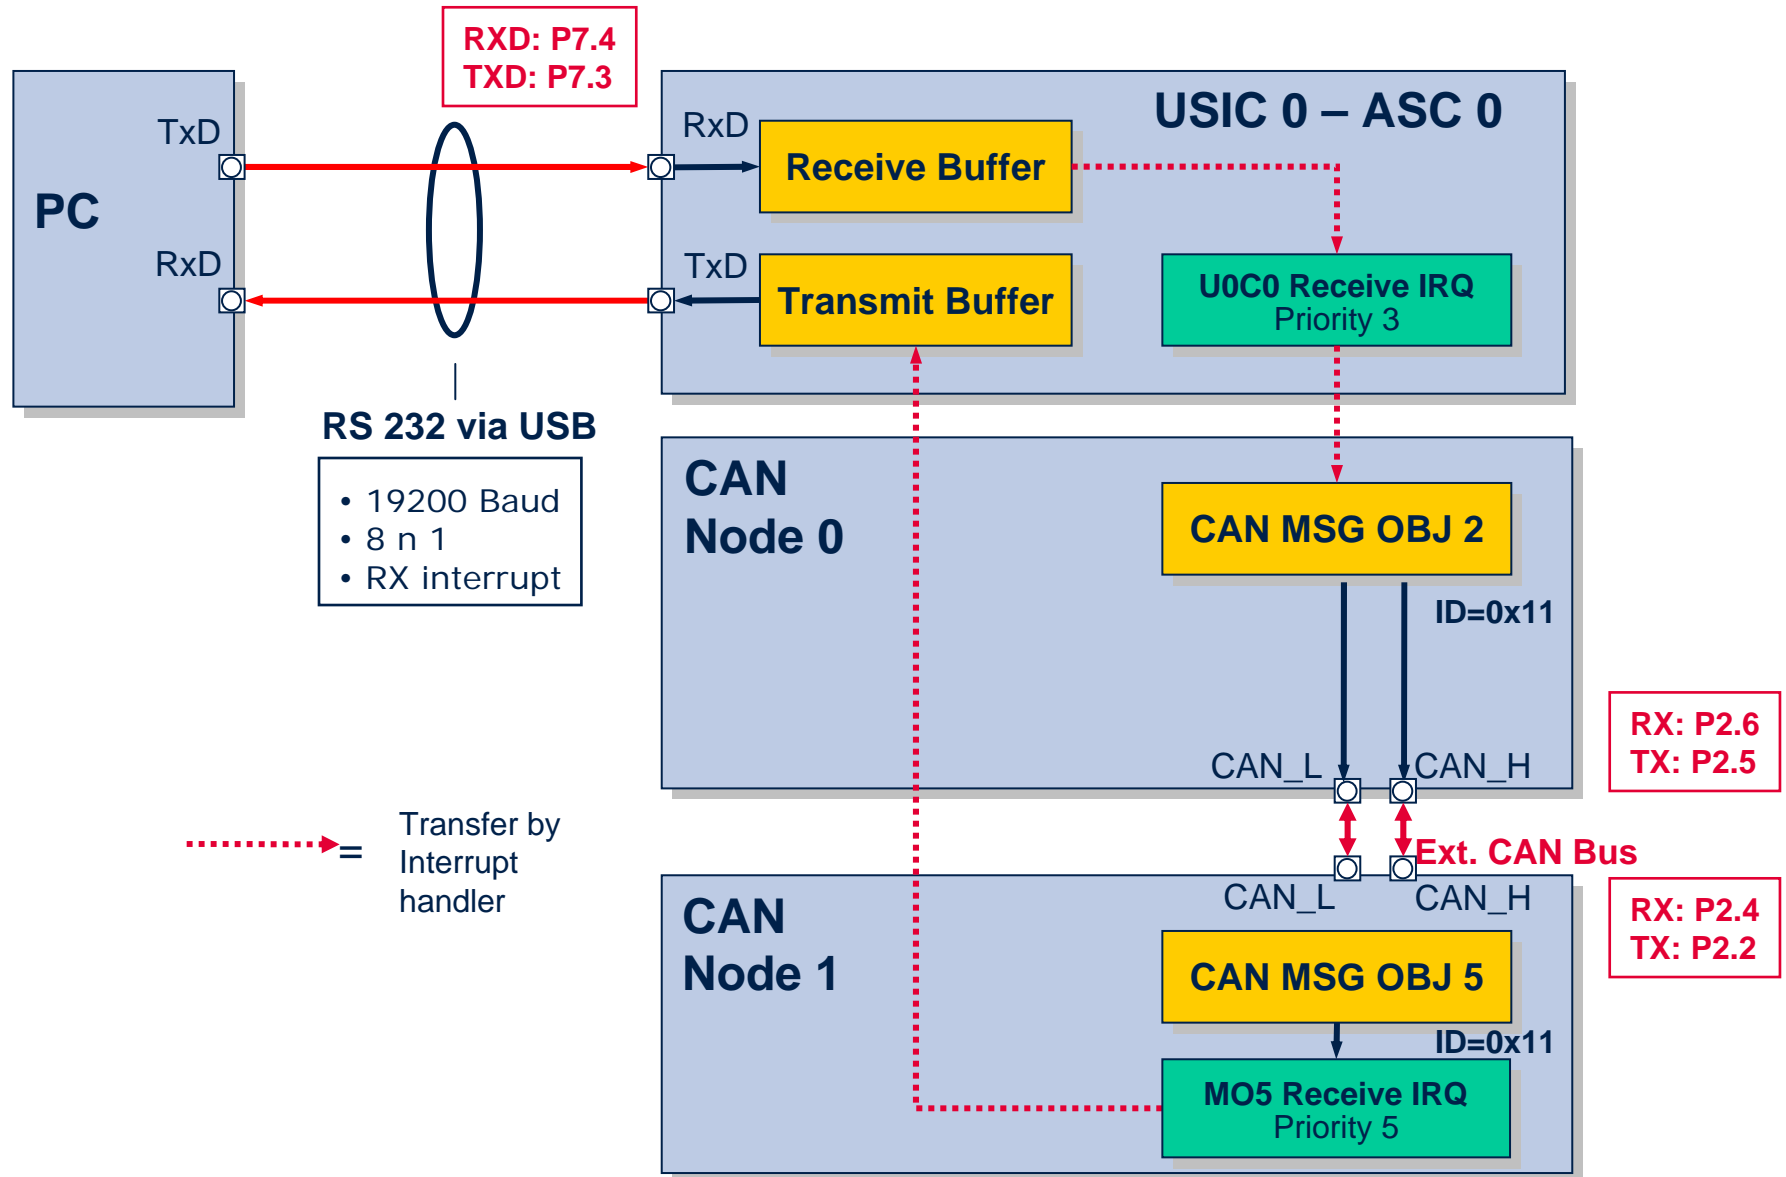 RXD: P7.4
TXD: P7.3
PC
TxD
RxD
USIC 0 – ASC 0
RxD
Receive Buffer
TxD
Transmit Buffer
U0C0 Receive IRQ
Priority 3
RS 232 via USB
• 19200 Baud
• 8 n 1
• RX interrupt
CAN
Node 0
CAN MSG OBJ 2
ID=0x11
CAN_L
CAN_H
RX: P2.6
TX: P2.5
=
Transfer by
Interrupt
handler
Ext. CAN Bus
CAN
Node 1
CAN_L
CAN_H
RX: P2.4
TX: P2.2
CAN MSG OBJ 5
ID=0x11
MO5 Receive IRQ
Priority 5